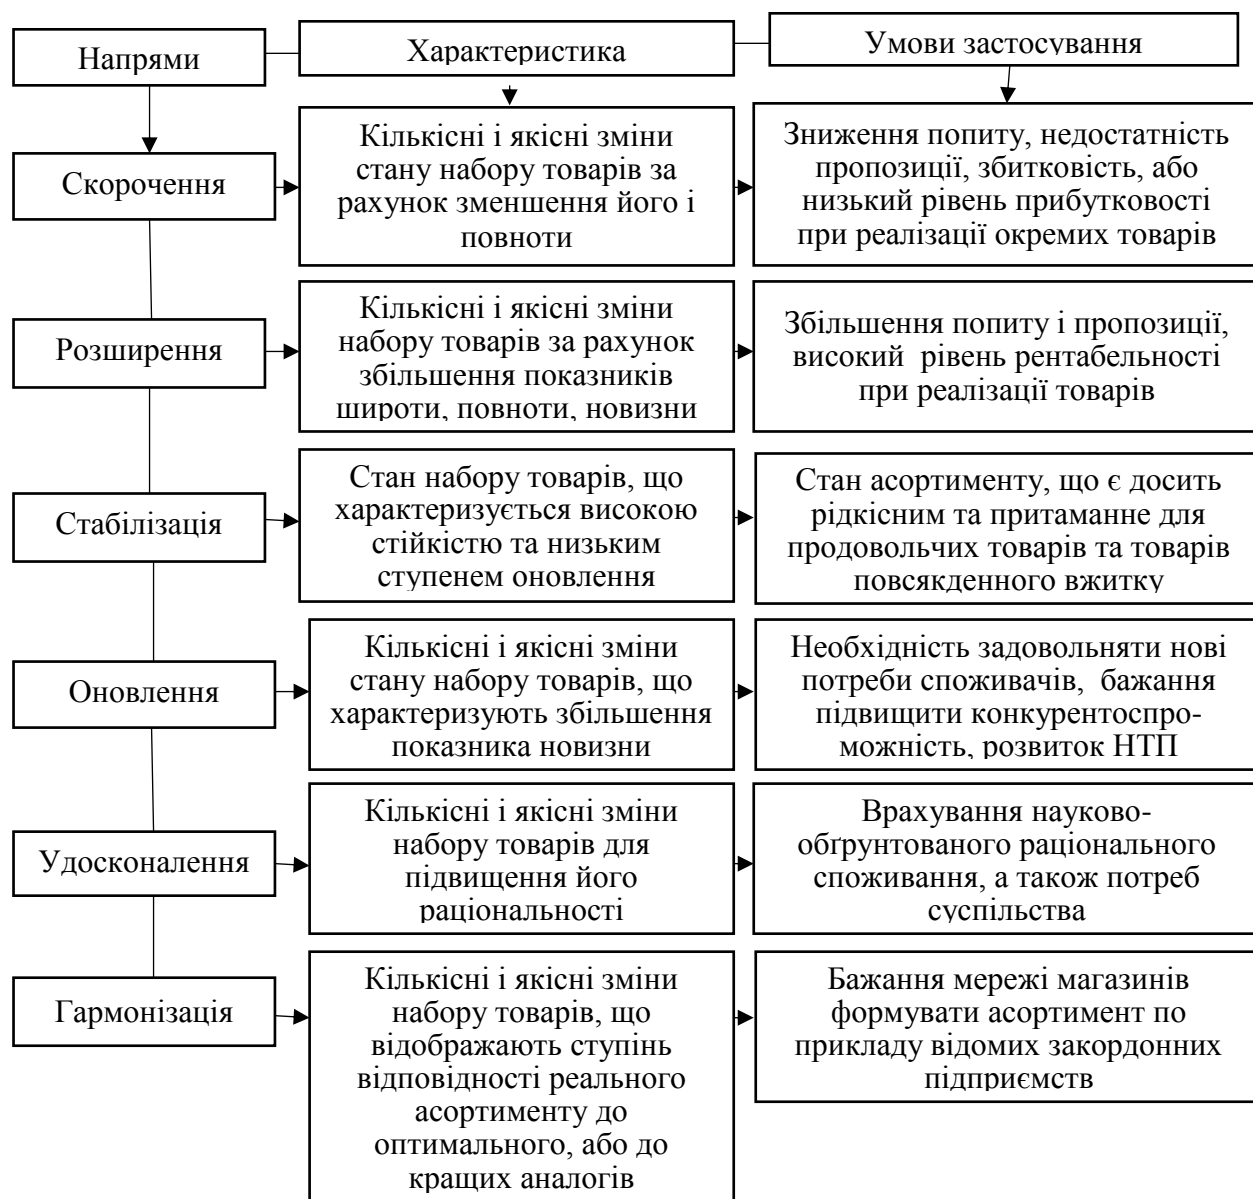 Напрями
Характеристика
Умови застосування
Скорочення
Кількісні і якісні зміни
стану набору товарів за
рахунок зменшення його і
повноти
Зниження попиту, недостатність
пропозиції, збитковість, або
низький рівень прибутковості
при реалізації окремих товарів
Розширення
Кількісні і якісні зміни
набору товарів за рахунок
збільшення показників
широти, повноти, новизни
Збільшення попиту і пропозиції,
високий рівень рентабельності
при реалізації товарів
Стабілізація
Стан набору товарів, що
характеризується високою
стійкістю та низьким
ступенем оновлення
Стан асортименту, що є досить
рідкісним та притаманне для
продовольчих товарів та товарів
повсякденного вжитку
Оновлення
Кількісні і якісні зміни
стану набору товарів, що
характеризують збільшення
показника новизни
Необхідність задовольняти нові
потреби споживачів, бажання
підвищити конкурентоспро-
можність, розвиток НТП
Удосконалення
Кількісні і якісні зміни
набору товарів для
підвищення його
раціональності
Врахування науково-
обґрунтованого раціонального
споживання, а також потреб
суспільства
Гармонізація
Кількісні і якісні зміни
набору товарів, що
відображають ступінь
відповідності реального
асортименту до
оптимального, або до
кращих аналогів
Бажання мережі магазинів
формувати асортимент по
прикладу відомих закордонних
підприємств